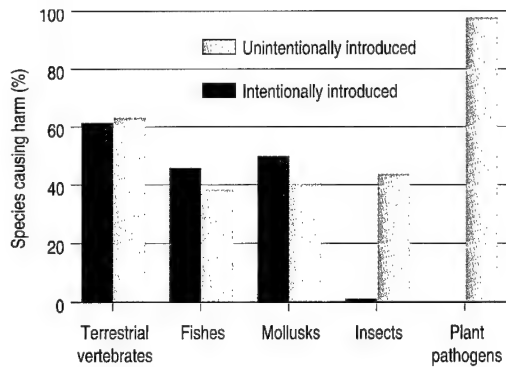 Species causing harm (%)
100
80
60
40
20
0
Unintentionally introduced
Intentionally introduced
Terrestrial
vertebrates
Fishes
Mollusks
Insects
Plant
pathogens